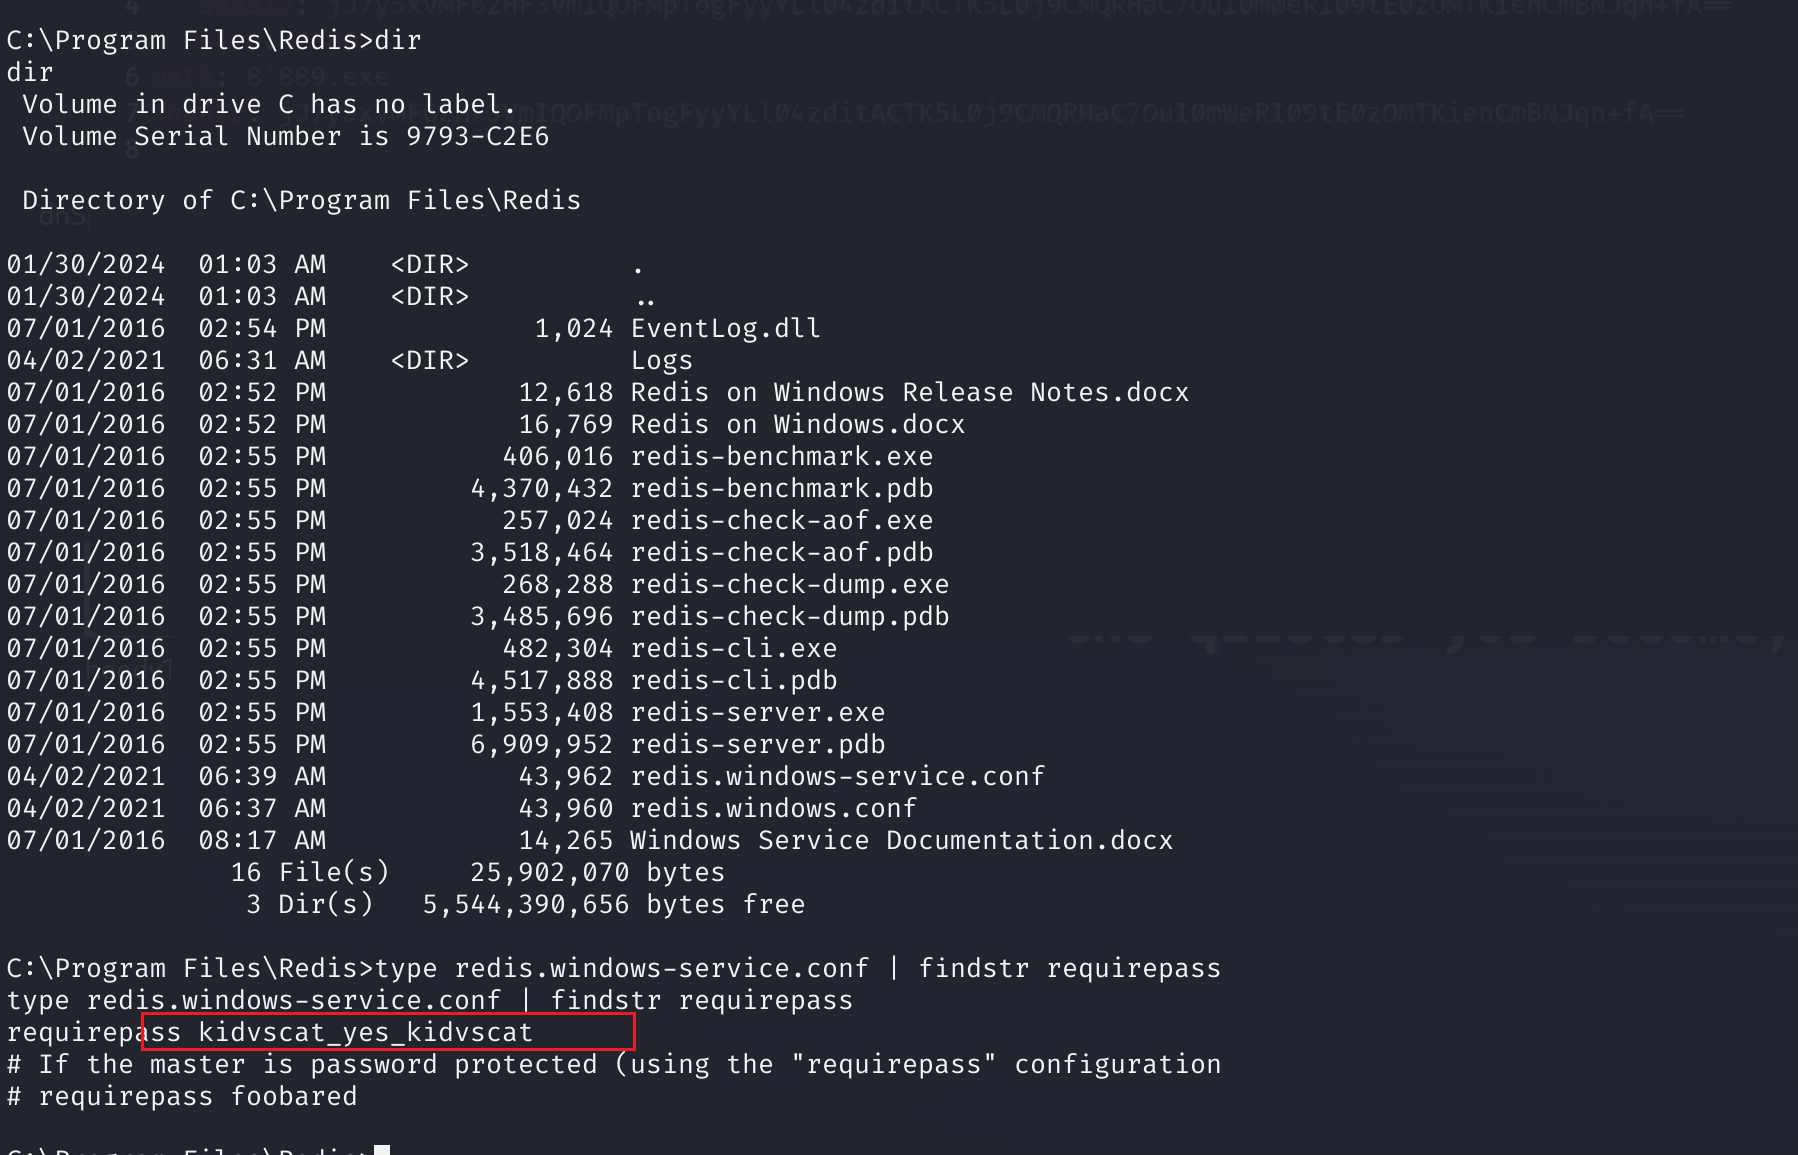 sha512: jJ7y5xVMF62HF3VmIQOFMpTogFyyYLl04zditACTK5L0j9CMQRHaC7OuI0mWeRI09tE0zOMTKienCmBNJqn+fA==
C:\Program Files\Redis>dir
dir
6 path: 8'889.exe
 Volume in drive C has no label.
 Volume Serial Number is 9793-C2E6
8
 Directory of C:\Program Files\Redis
dnS
01/30/2024  01:03 AM    <DIR>          .
01/30/2024  01:03 AM    <DIR>          ..
07/01/2016  02:54 PM             1,024 EventLog.dll
04/02/2021  06:31 AM    <DIR>          Logs
07/01/2016  02:52 PM            12,618 Redis on Windows Release Notes.docx
07/01/2016  02:52 PM            16,769 Redis on Windows.docx
07/01/2016  02:55 PM           406,016 redis-benchmark.exe
07/01/2016  02:55 PM         4,370,432 redis-benchmark.pdb
07/01/2016  02:55 PM           257,024 redis-check-aof.exe
07/01/2016  02:55 PM         3,518,464 redis-check-aof.pdb
07/01/2016  02:55 PM           268,288 redis-check-dump.exe
07/01/2016  02:55 PM         3,485,696 redis-check-dump.pdb
07/01/2016  02:55 PM           482,304 redis-cli.exe
07/01/2016  02:55 PM         4,517,888 redis-cli.pdb
07/01/2016  02:55 PM         1,553,408 redis-server.exe
07/01/2016  02:55 PM         6,909,952 redis-server.pdb
04/02/2021  06:39 AM            43,962 redis.windows-service.conf
04/02/2021  06:37 AM            43,960 redis.windows.conf
07/01/2016  08:17 AM            14,265 Windows Service Documentation.docx
              16 File(s)     25,902,070 bytes
               3 Dir(s)   5,544,390,656 bytes free
C:\Program Files\Redis>type redis.windows-service.conf | findstr requirepass
type redis.windows-service.conf | findstr requirepass
requirepass kidvscat_yes_kidvscat
# If the master is password protected (using the "requirepass" configuration
# requirepass foobared
C:\Program Files\Redis>